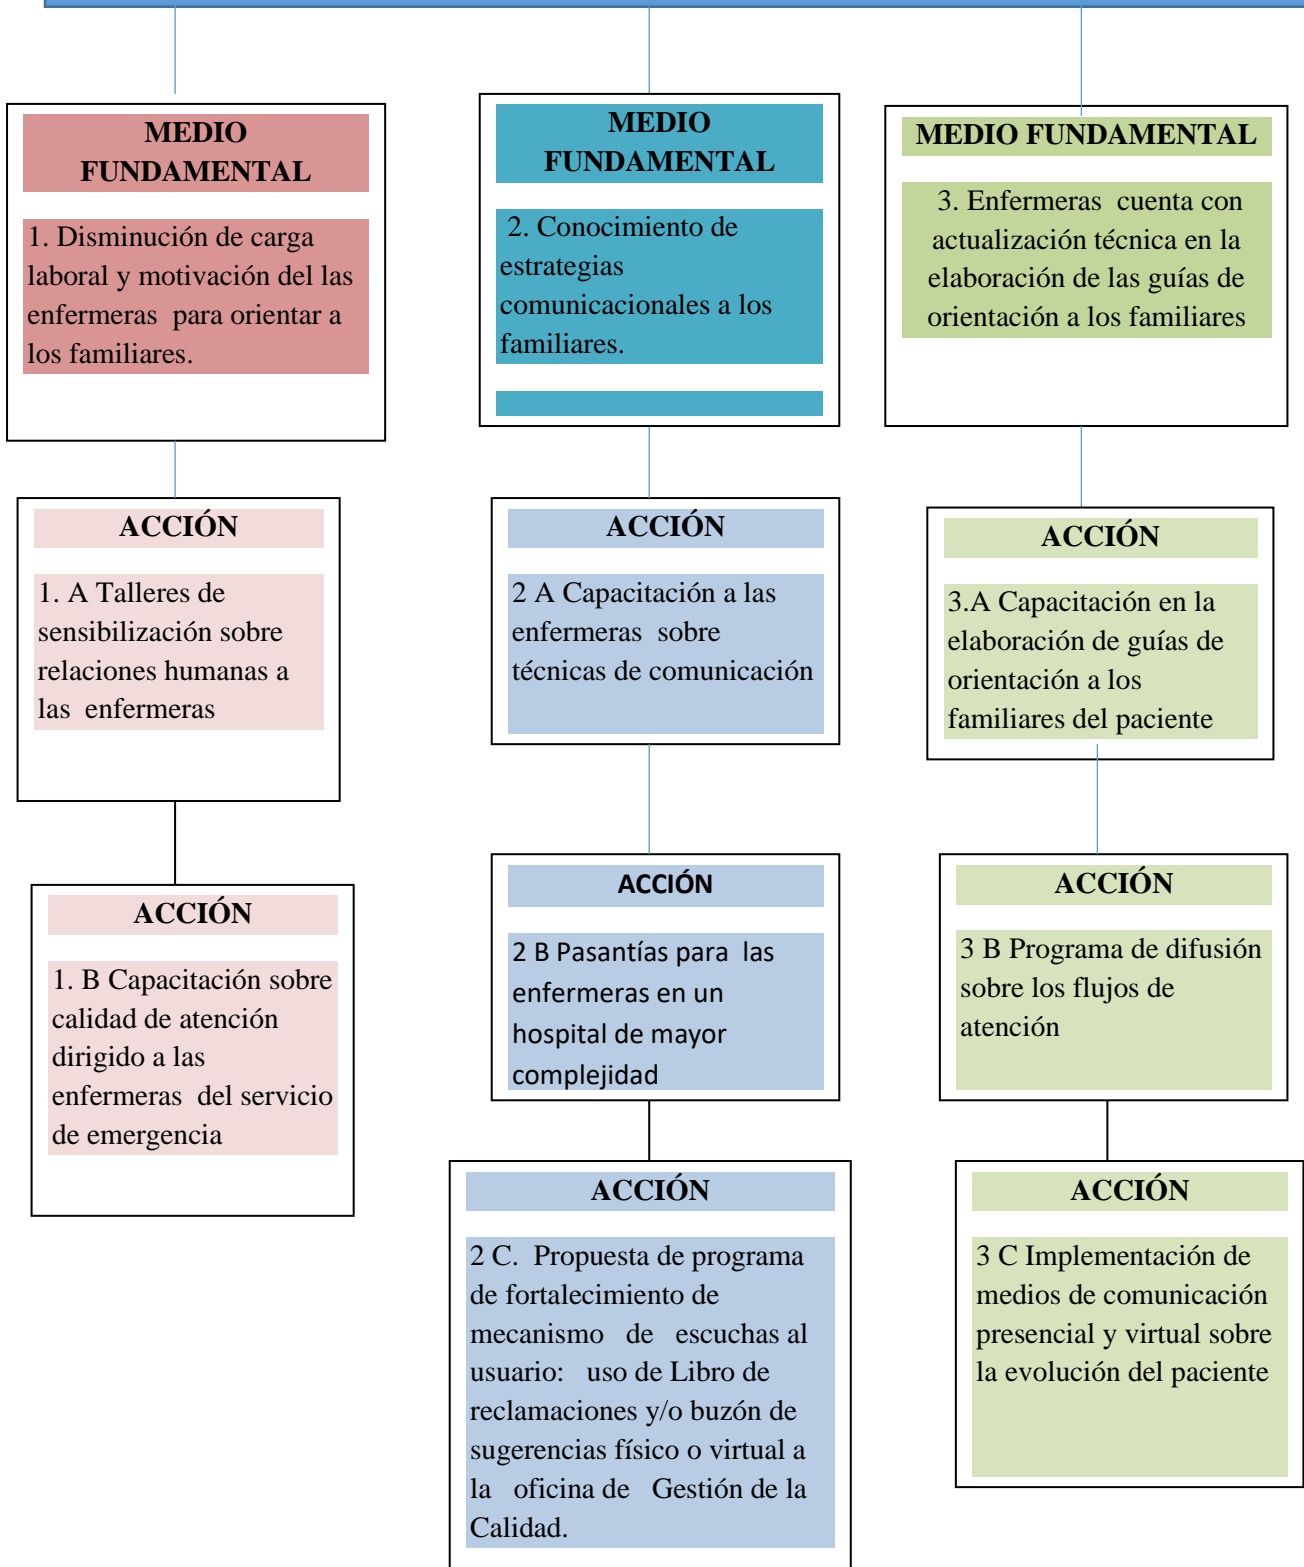 MEDIO
FUNDAMENTAL
1. Disminución de carga
laboral y motivación del las
enfermeras para orientar a
los familiares.
ACCIÓN
1. A Talleres de
sensibilización sobre
relaciones humanas a
las enfermeras
ACCIÓN
1. B Capacitación sobre
calidad de atención
dirigido a las
enfermeras del servicio
de emergencia
MEDIO
FUNDAMENTAL
2. Conocimiento de
estrategias
comunicacionales a los
familiares.
ACCIÓN
2 A Capacitación a las
enfermeras sobre
técnicas de comunicación
ACCIÓN
2 B Pasantías para las
enfermeras en un
hospital de mayor
complejidad
ACCIÓN
2 C. Propuesta de programa
de fortalecimiento de
mecanismo de escuchas al
usuario: uso de Libro de
reclamaciones y/o buzón de
sugerencias físico o virtual a
la oficina de Gestión de la
Calidad.
MEDIO FUNDAMENTAL
3. Enfermeras cuenta con
actualización técnica en la
elaboración de las guías de
orientación a los familiares
ACCIÓN
3.A Capacitación en la
elaboración de guías de
orientación a los
familiares del paciente
ACCIÓN
3 B Programa de difusión
sobre los flujos de
atención
ACCIÓN
3 C Implementación de
medios de comunicación
presencial y virtual sobre
la evolución del paciente